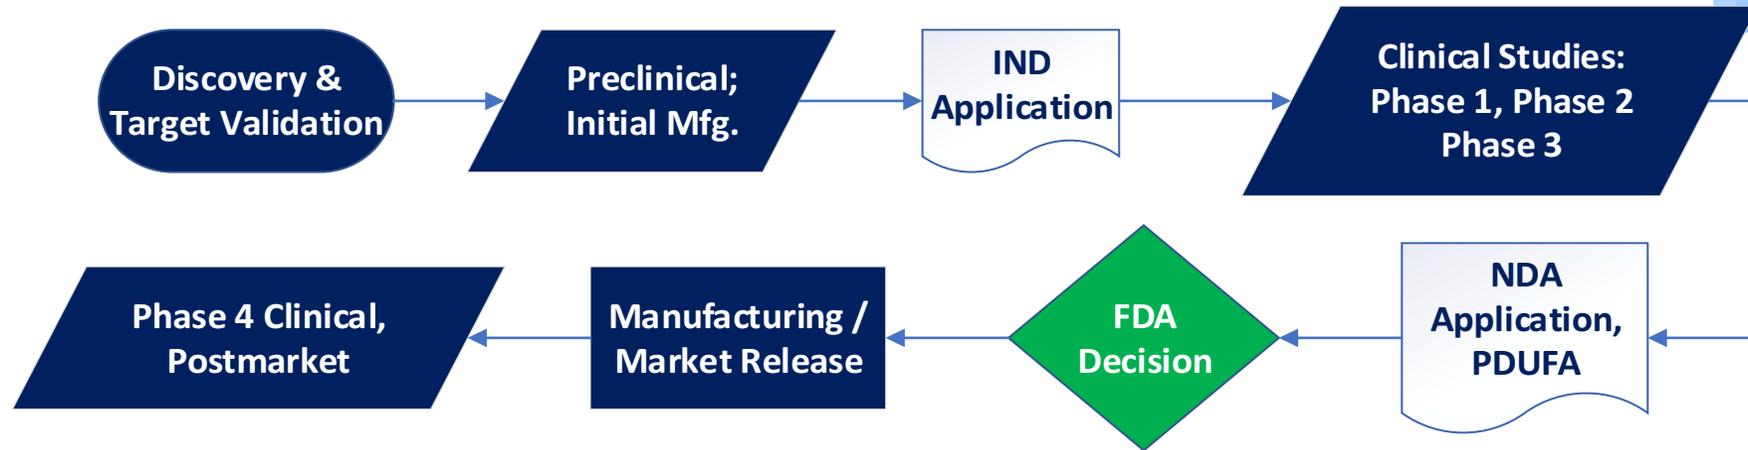 Discovery &
Target Validation
Preclinical;
Initial Mfg.
IND
Application
Clinical Studies:
Phase 1, Phase 2
Phase 3
Phase 4 Clinical,
Postmarket
Manufacturing /
Market Release
FDA
Decision
NDA
Application,
PDUFA